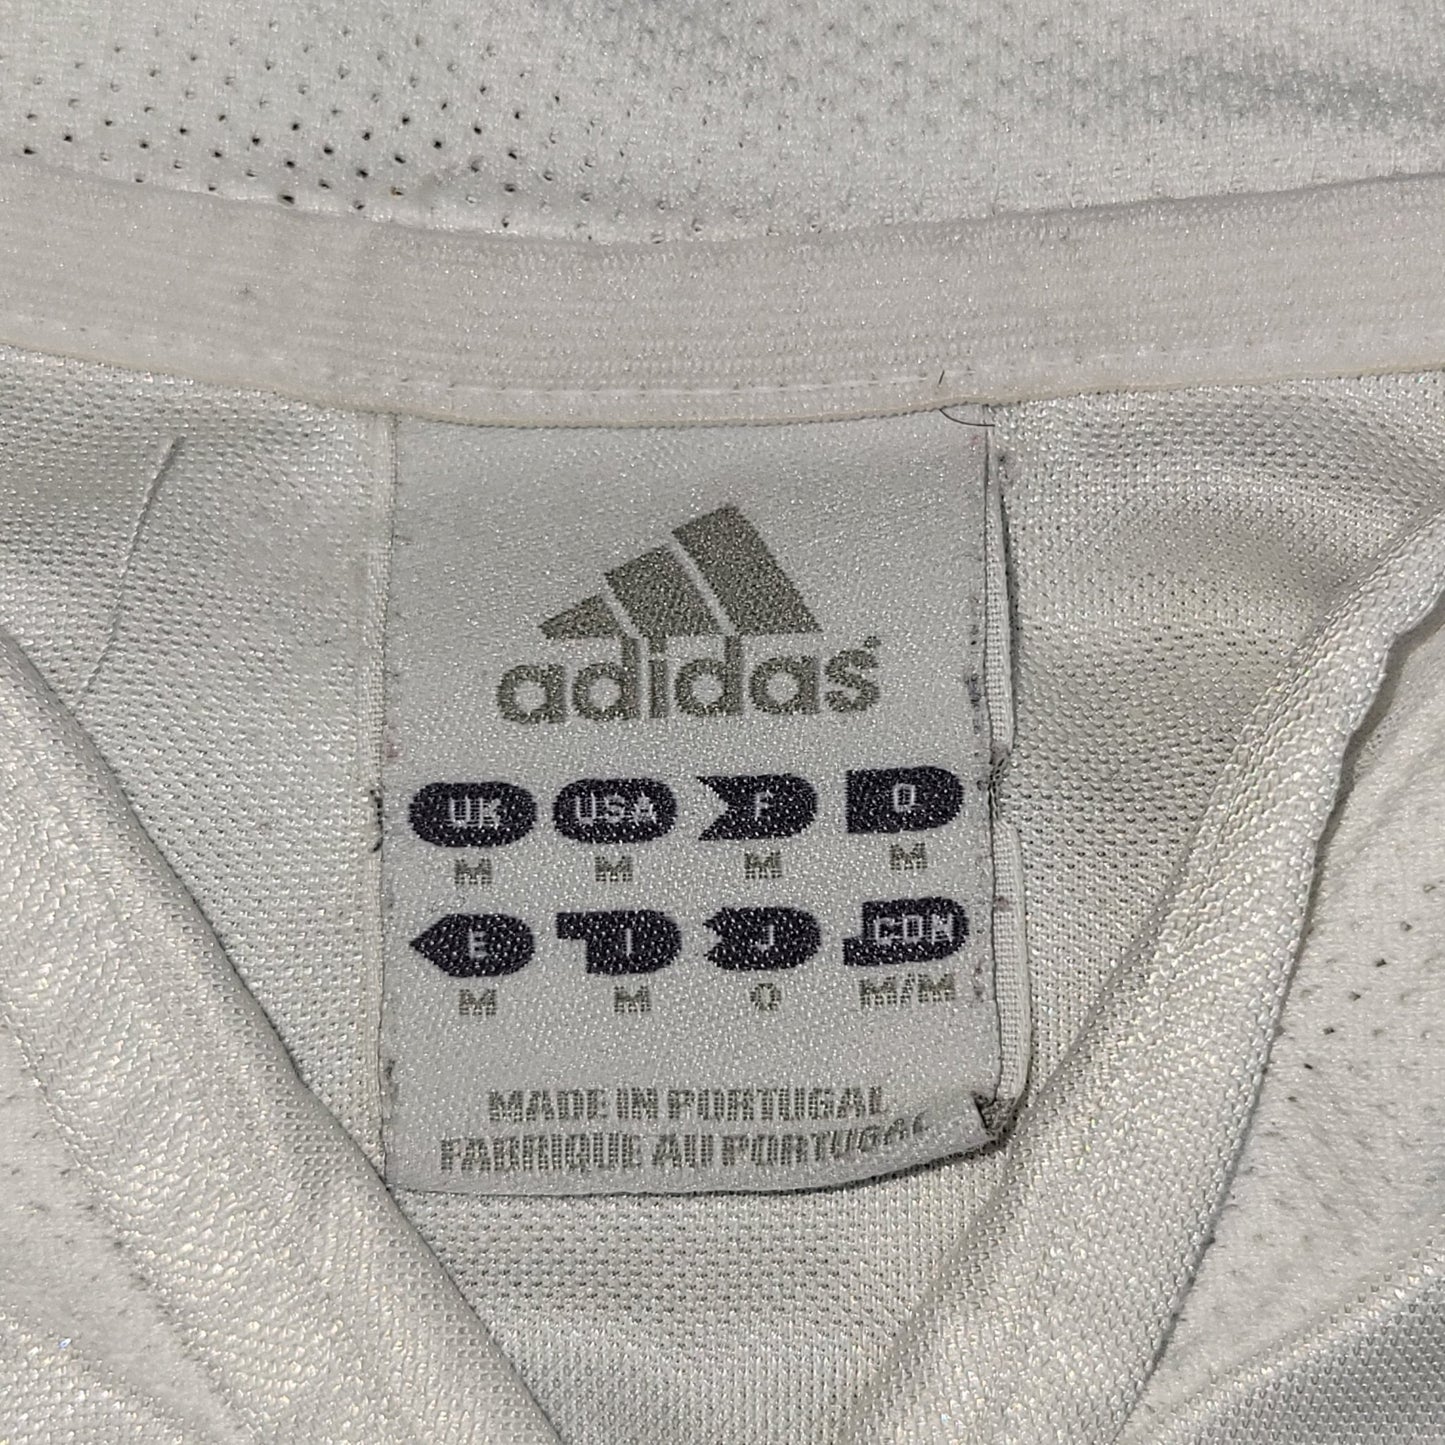 adidas
UK USA F D
M M M M
E I J CDN
M M O M/M
MADE IN PORTUGAL
FABRIQUE AU PORTUGAL